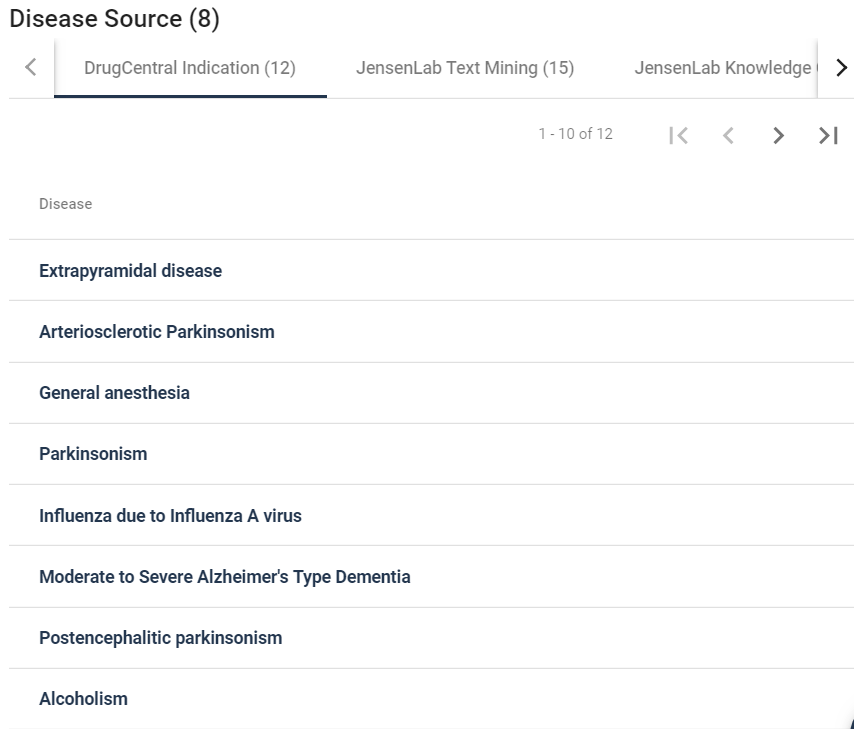 Disease Source (8)
DrugCentral Indication (12) JensenLab Text Mining (15) JensenLab Knowledge
1 - 10 of 12
Disease
Extrapyramidal disease
Arteriosclerotic Parkinsonism
General anesthesia
Parkinsonism
Influenza due to Influenza A virus
Moderate to Severe Alzheimer's Type Dementia
Postencephalitic parkinsonism
Alcoholism